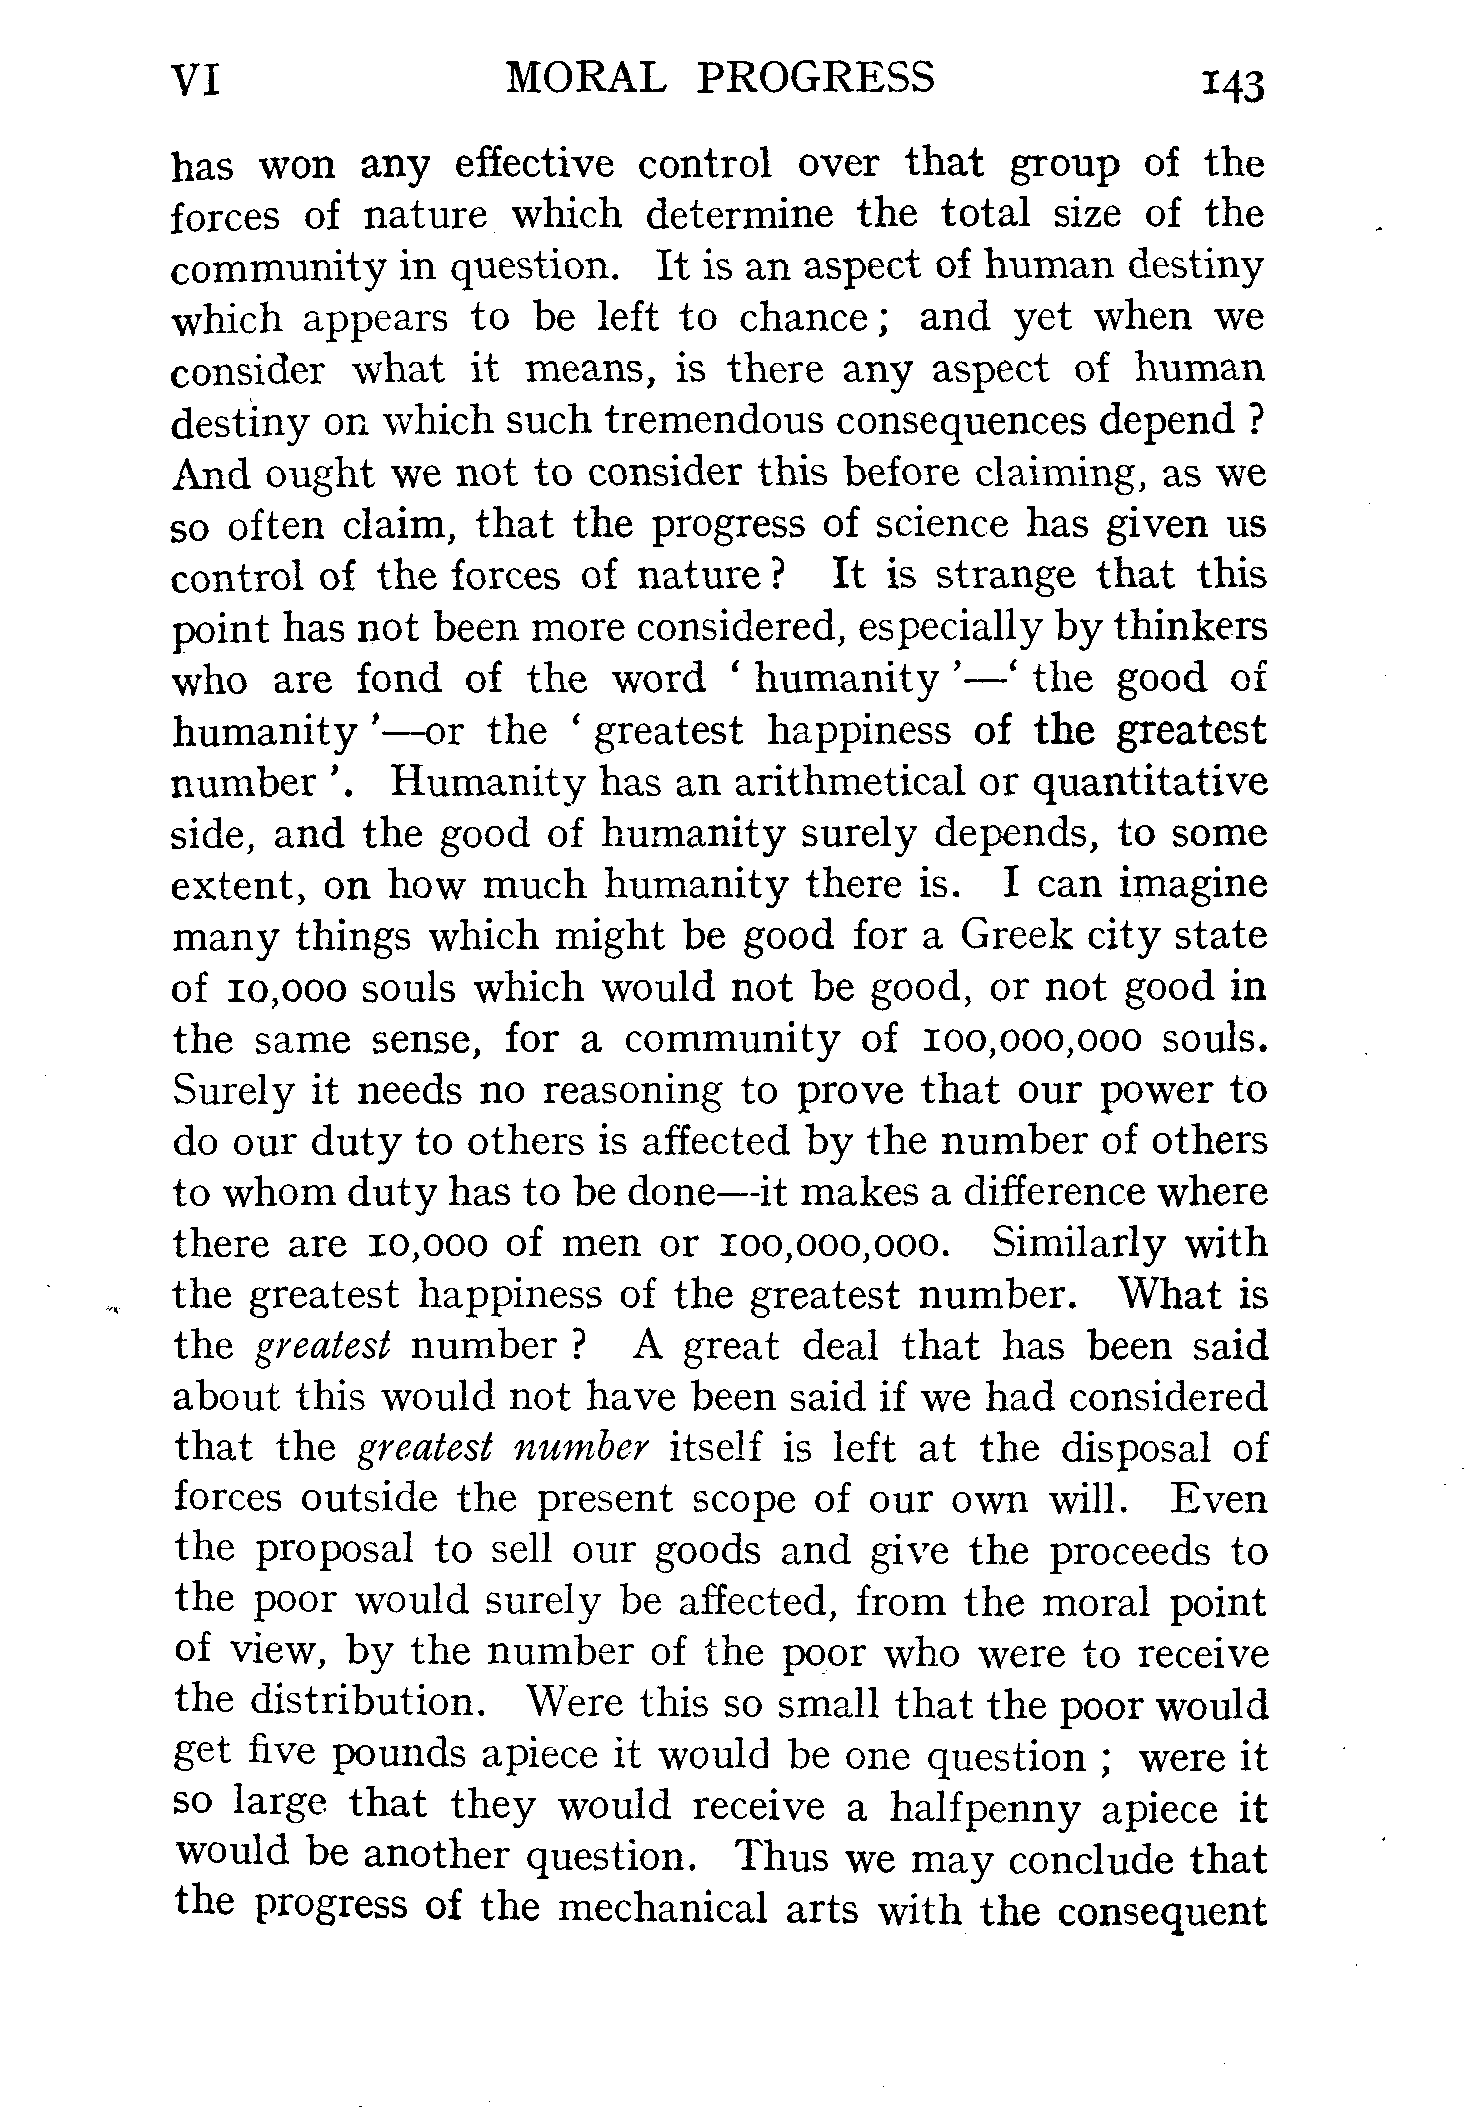 VI MORAL PROGRESS 143
has won any effective control over that group of the
forces of nature which determine the total size of the
community in question. It is an aspect of human destiny
which appears to be left to chance ; and yet when we
consider what it means, is there any aspect of human
destiny on which such tremendous consequences depend ?
And ought we not to consider this before claiming, as we
so often claim, that the progress of science has given us
control of the forces of nature ? It is strange that this
point has not been more considered, especially by thinkers
who are fond of the word ‘ humanity ’—‘ the good of
humanity ’—or the ‘ greatest happiness of the greatest
number ’. Humanity has an arithmetical or quantitative
side, and the good of humanity surely depends, to some
extent, on how much humanity there is. I can imagine
many things which might be good for a Greek city state
of 10,000 souls which would not be good, or not good in
the same sense, for a community of 100,000,000 souls.
Surely it needs no reasoning to prove that our power to
do our duty to others is affected by the number of others
to whom duty has to be done—it makes a difference where
there are 10,000 of men or 100,000,000. Similarly with
the greatest happiness of the greatest number. What is
the greatest number ? A great deal that has been said
about this would not have been said if we had considered
that the greatest number itself is left at the disposal of
forces outside the present scope of our own will. Even
the proposal to sell our goods and give the proceeds to
the poor would surely be affected, from the moral point
of view, by the number of the poor who were to receive
the distribution. Were this so small that the poor would
get five pounds apiece it would be one question ; were it
so large that they would receive a halfpenny apiece it
would be another question. Thus we may conclude that
the progress of the mechanical arts with the consequent